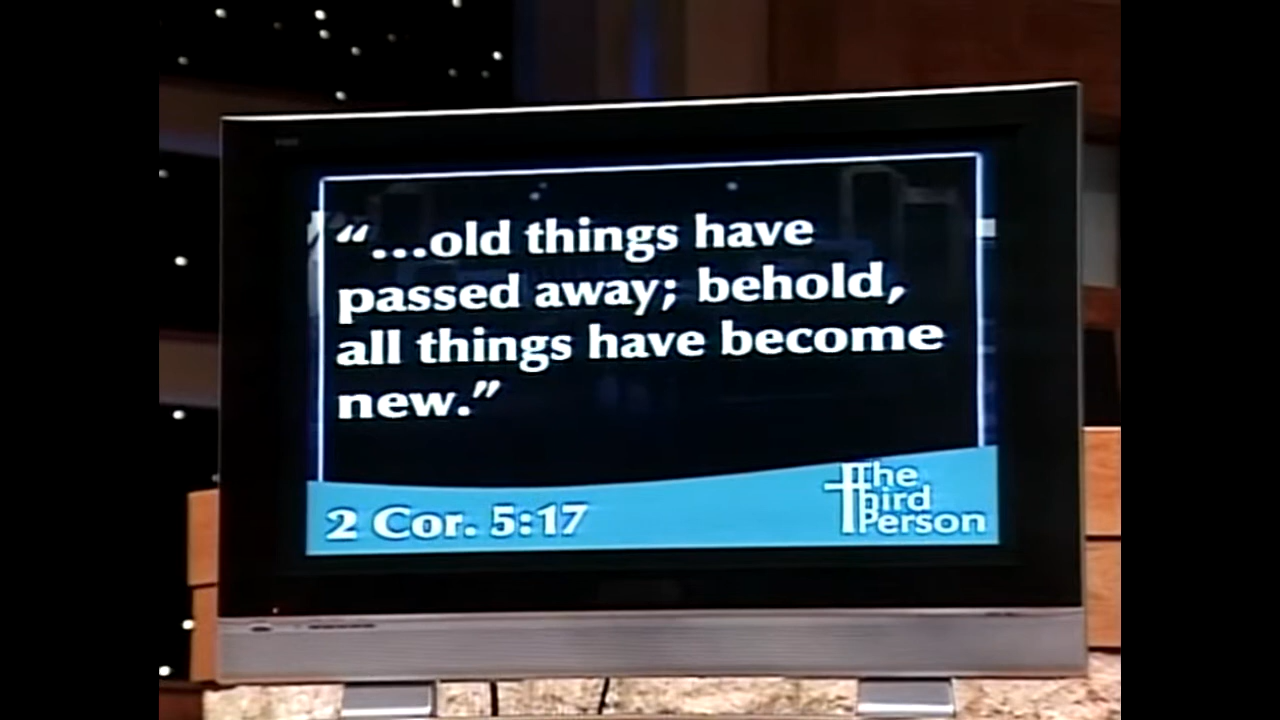 “...old things have
passed away; behold,
all things have become
new.”
2 Cor. 5:17
The
Third
Person